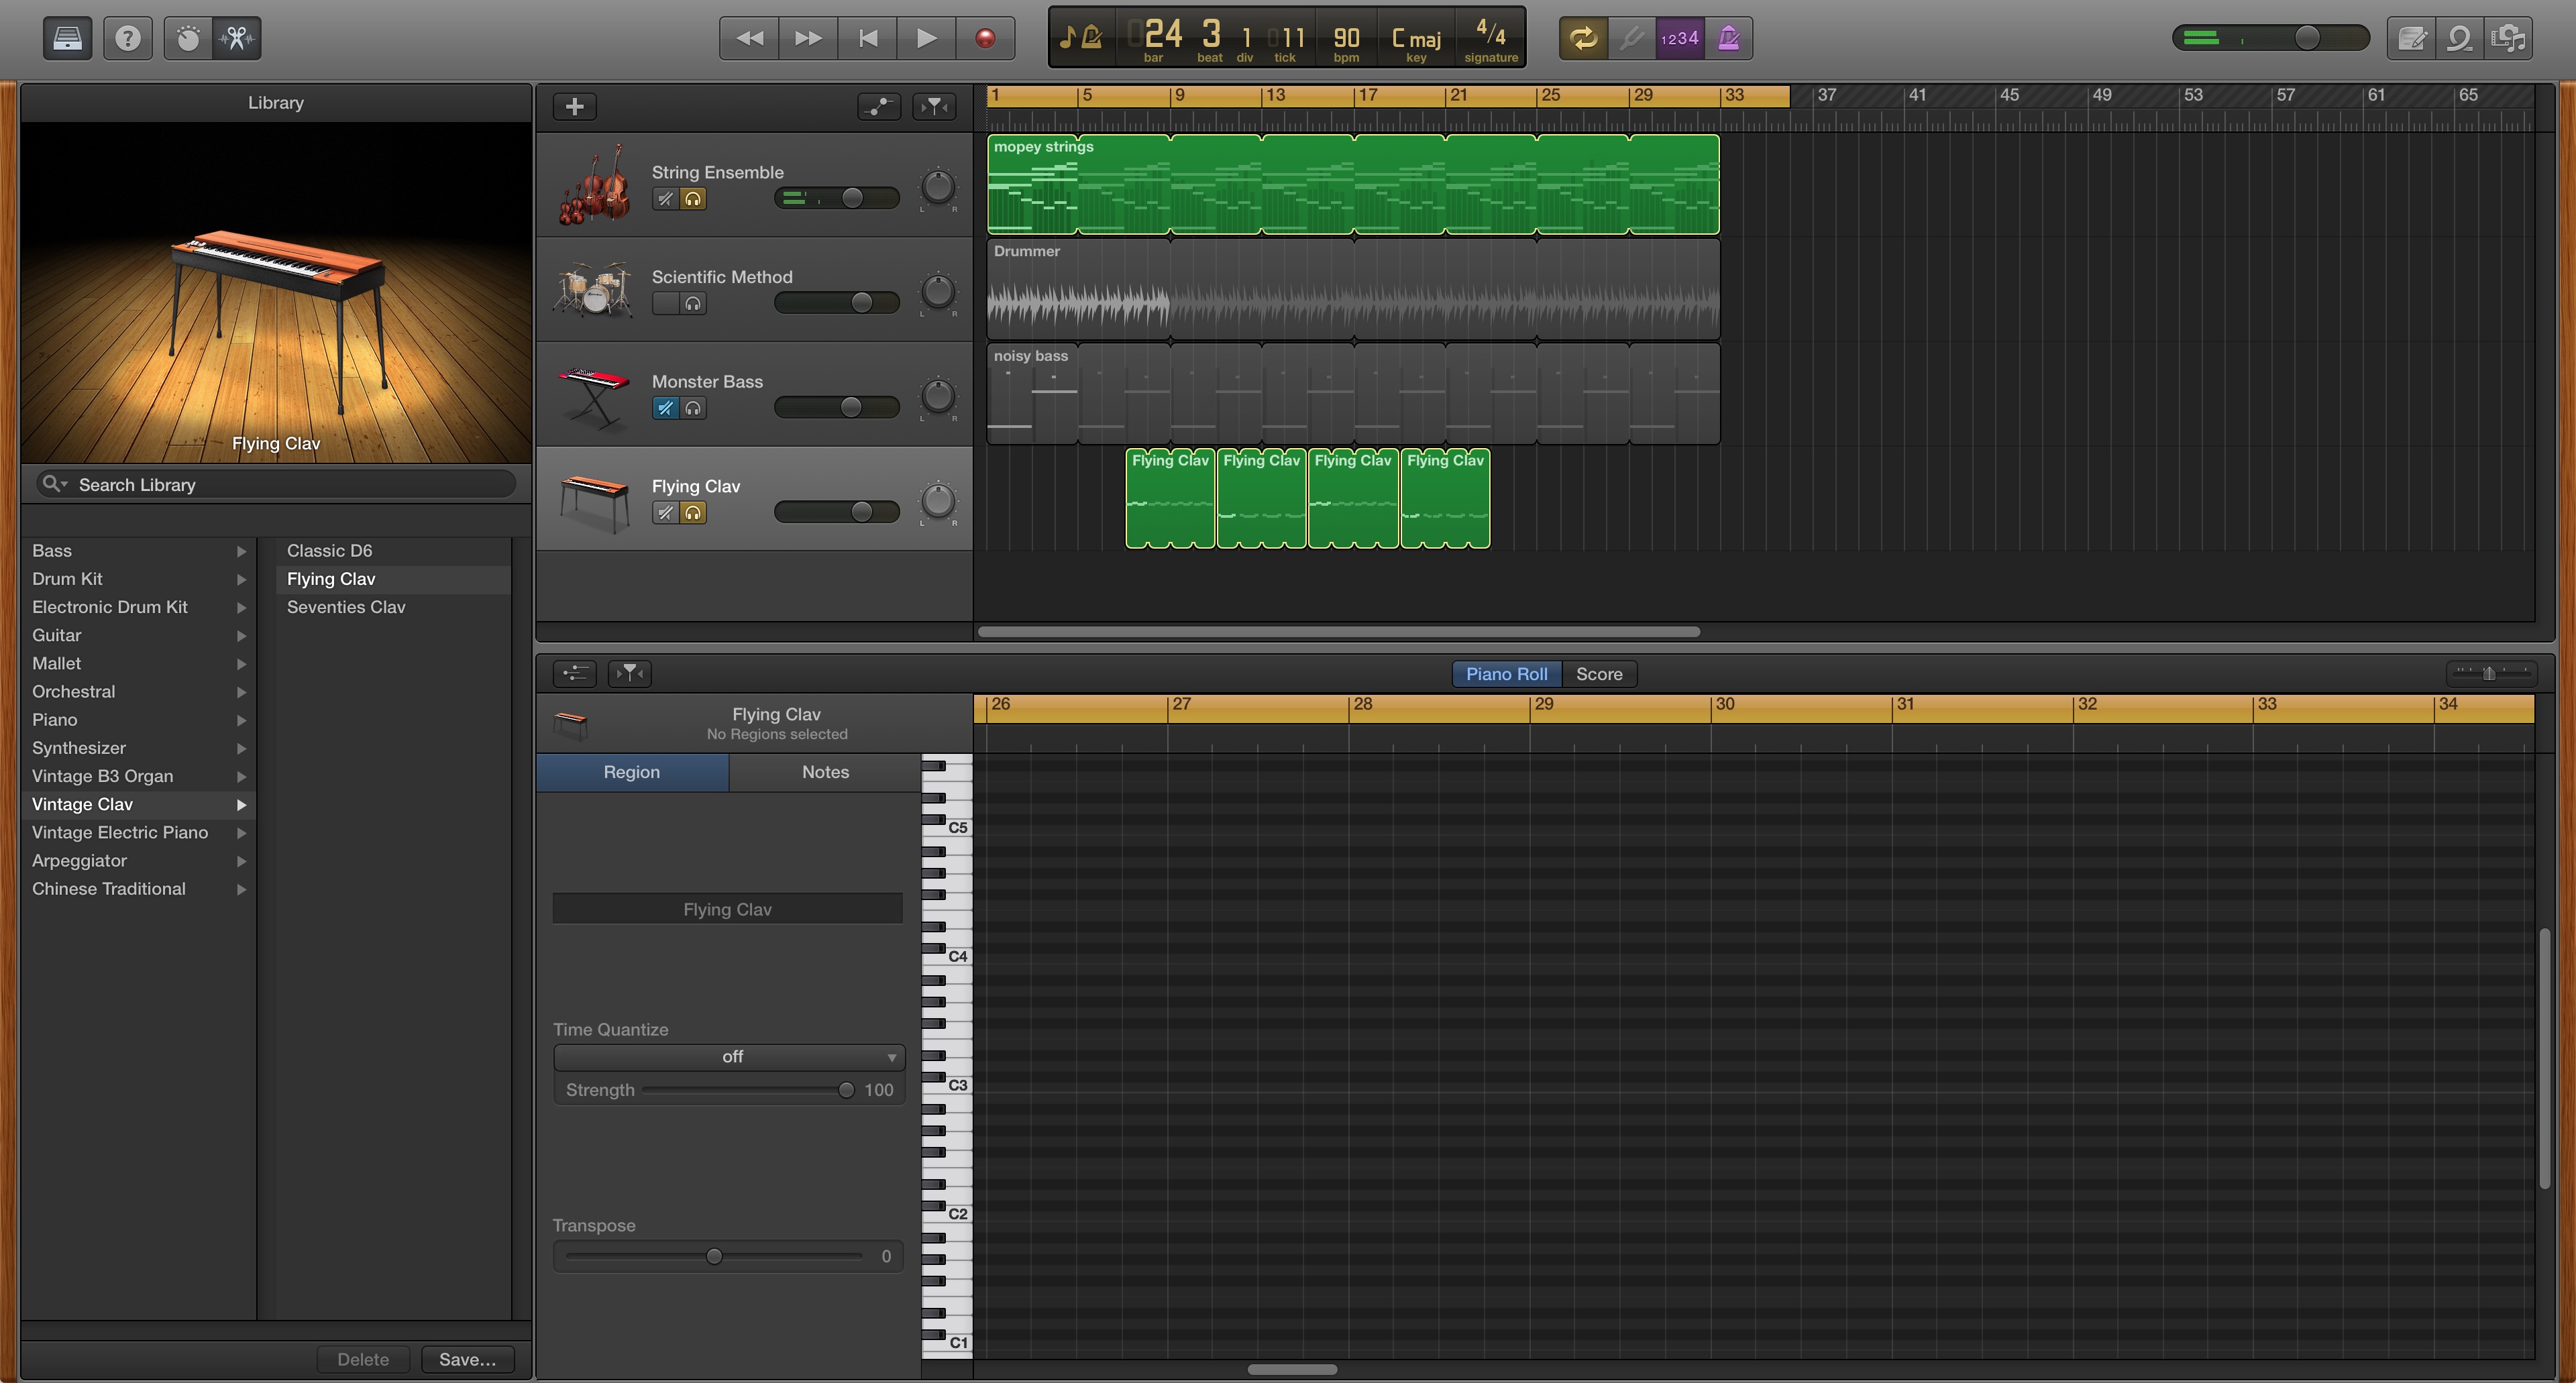 1234
24 3 1 11 90 C maj 4/4
bar beat div tick bpm key signature
Library
Flying Clav
Search Library
Bass
Drum Kit
Electronic Drum Kit
Guitar
Mallet
Orchestral
Piano
Synthesizer
Vintage B3 Organ
Vintage Clav
Vintage Electric Piano
Arpeggiator
Chinese Traditional
Classic D6
Flying Clav
Seventies Clav
Delete
Save...
1 5 9 13 17 21 25 29 33 37 41 45 49 53 57 61 65
String Ensemble
L R
mopey strings
Scientific Method
L R
Drummer
Monster Bass
L R
noisy bass
Flying Clav
L R
Flying Clav Flying Clav Flying Clav Flying Clav
Piano Roll Score
Flying Clav
No Regions selected
26 27 28 29 30 31 32 33 34
Region Notes
Flying Clav
Time Quantize
off
Strength 100
Transpose
0
C5
C4
C3
C2
C1